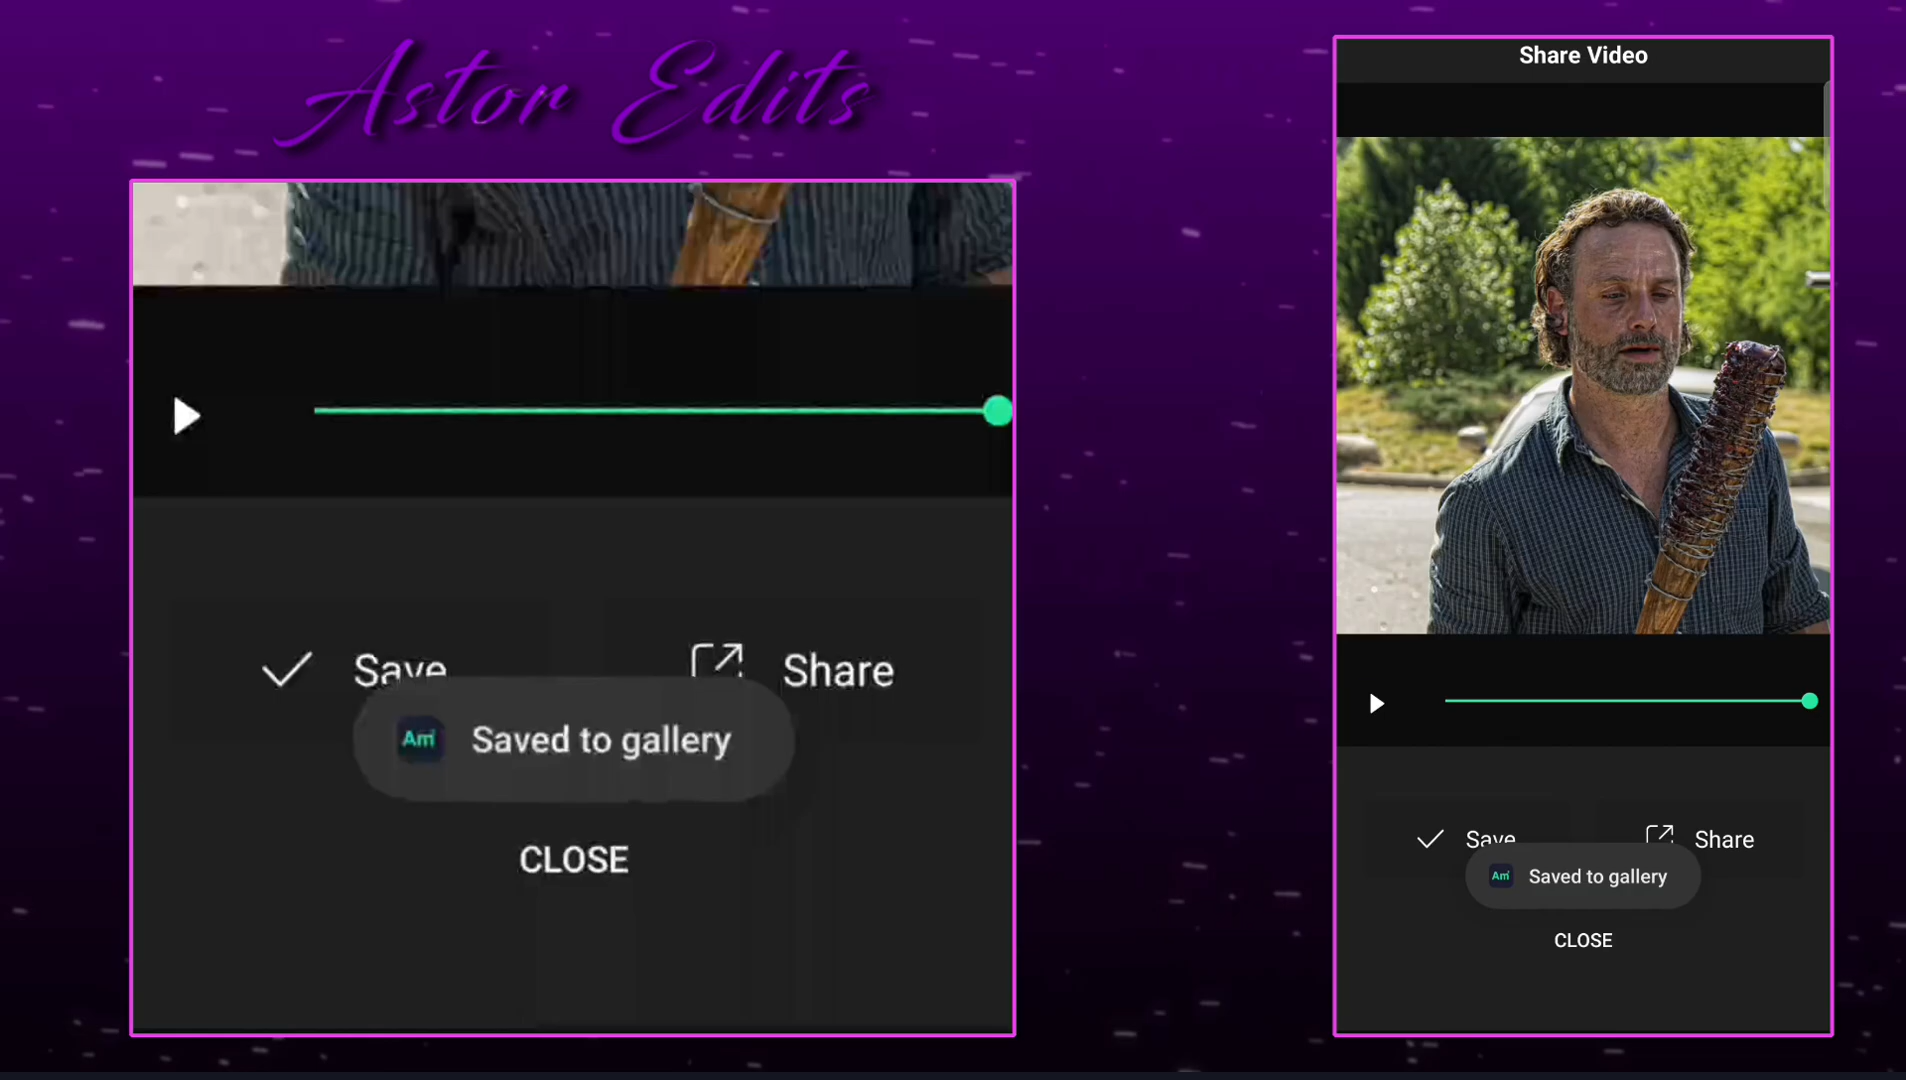 Astor Edits
Save
Share
Am
Saved to gallery
CLOSE
Share Video
Save
Share
Am
Saved to gallery
CLOSE